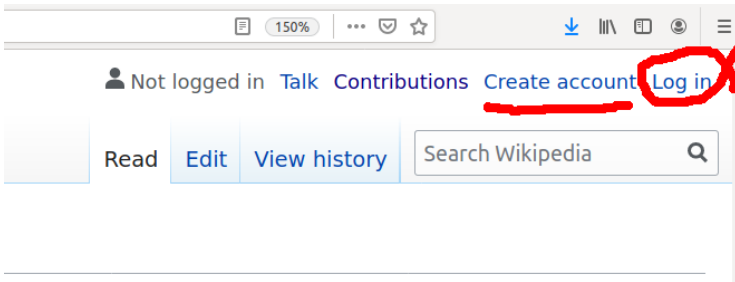 150%
Not logged in Talk Contributions Create account Log in
Read Edit View history Search Wikipedia